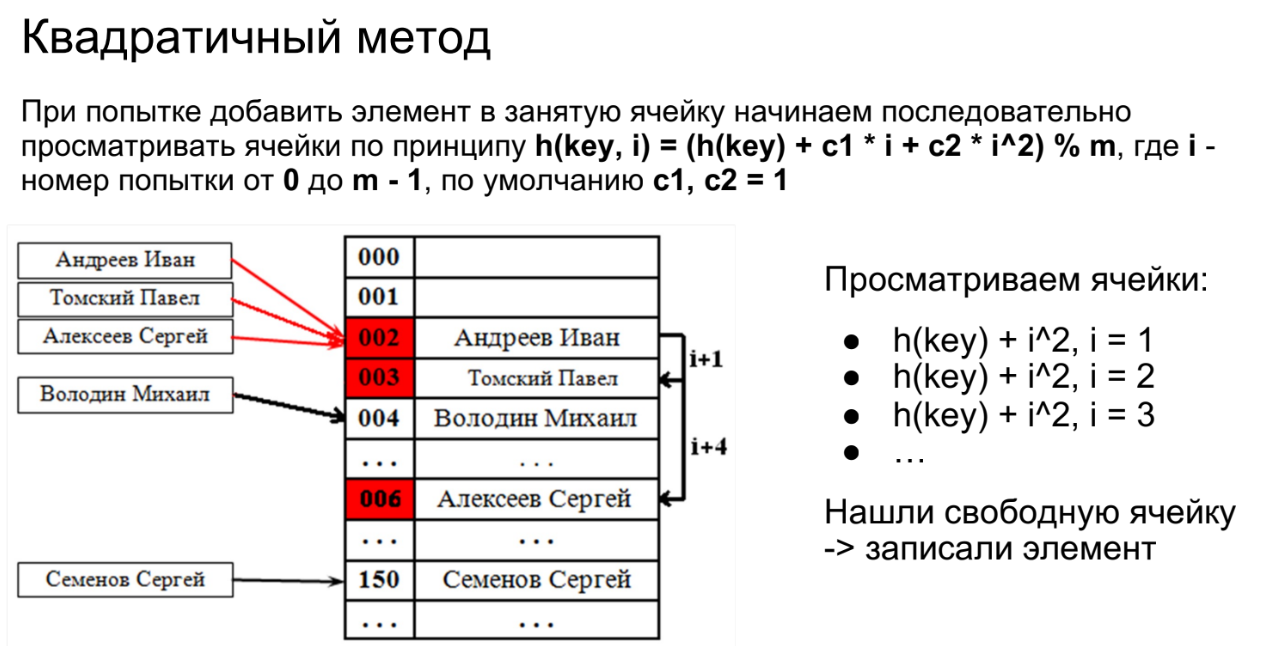 Квадратичный метод
При попытке добавить элемент в занятую ячейку начинаем последовательно
просматривать ячейки по принципу h(key, i) = (h(key) + c1 * i + c2 * i^2) % m, где i -
номер попытки от 0 до m - 1, по умолчанию c1, c2 = 1
Андреев Иван
Томский Павел
Алексеев Сергей
Володин Михаил
Семенов Сергей
000
001
002 Андреев Иван
003 Томский Павел
004 Володин Михаил
... ...
006 Алексеев Сергей
... ...
150 Семенов Сергей
... ...
i+1
i+4
Просматриваем ячейки:
● h(key) + i^2, i = 1
● h(key) + i^2, i = 2
● h(key) + i^2, i = 3
● …
Нашли свободную ячейку
-> записали элемент